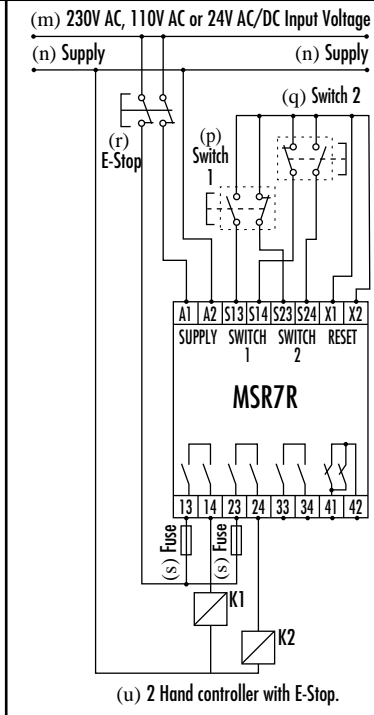 (m) 230V AC, 110V AC or 24V AC/DC Input Voltage
(n) Supply (n) Supply
(q) Switch 2
(r)
E-Stop
(p)
Switch
1
A1 A2 S13 S14 S23 S24 X1 X2
SUPPLY SWITCH 1 SWITCH 2 RESET
MSR7R
13 14 23 24 33 34 41 42
(s) Fuse (s) Fuse
K1
K2
(u) 2 Hand controller with E-Stop.